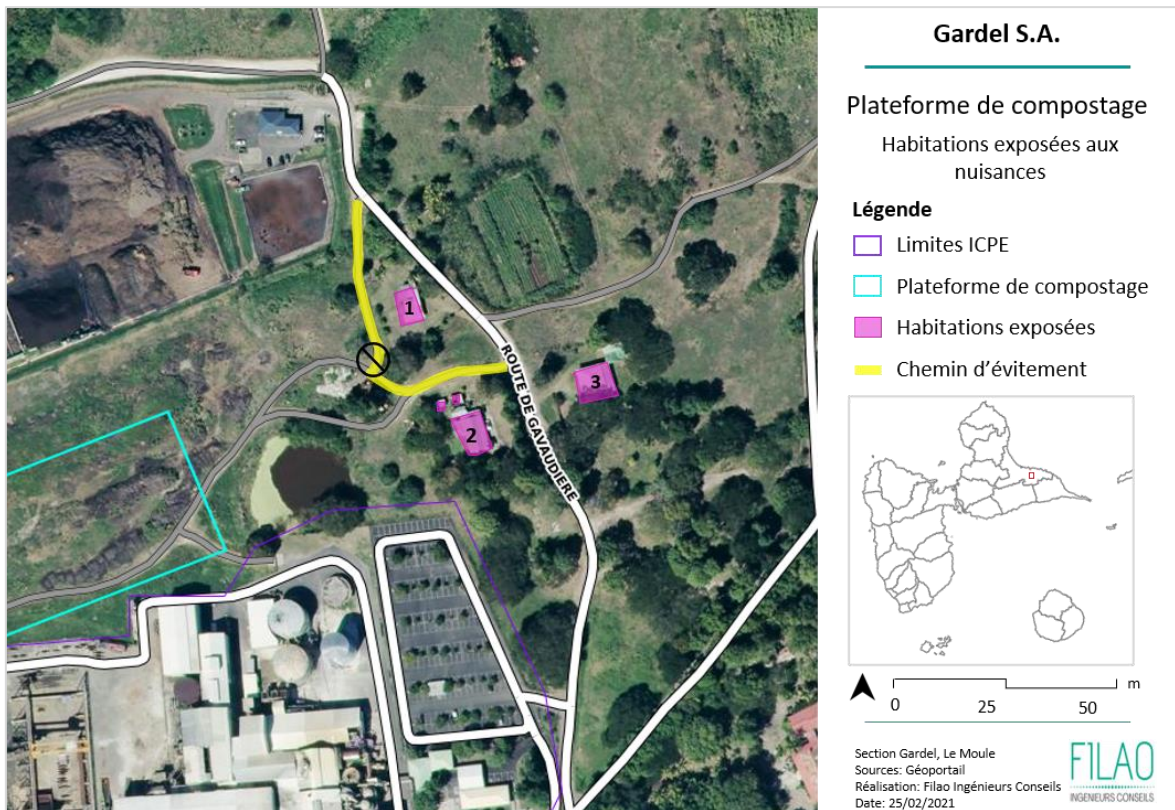 Gardel S.A.
Plateforme de compostage
Habitations exposées aux
nuisances
Légende
Limites ICPE
Plateforme de compostage
Habitations exposées
Chemin d'évitement
1
2
3
ROUTE DE GAVAUDIERE
0 25 50 m
Section Gardel, Le Moule
Sources: Géoportail
Réalisation: Filao Ingénieurs Conseils
Date: 25/02/2021
FILAO
INGENIEURS CONSEILS